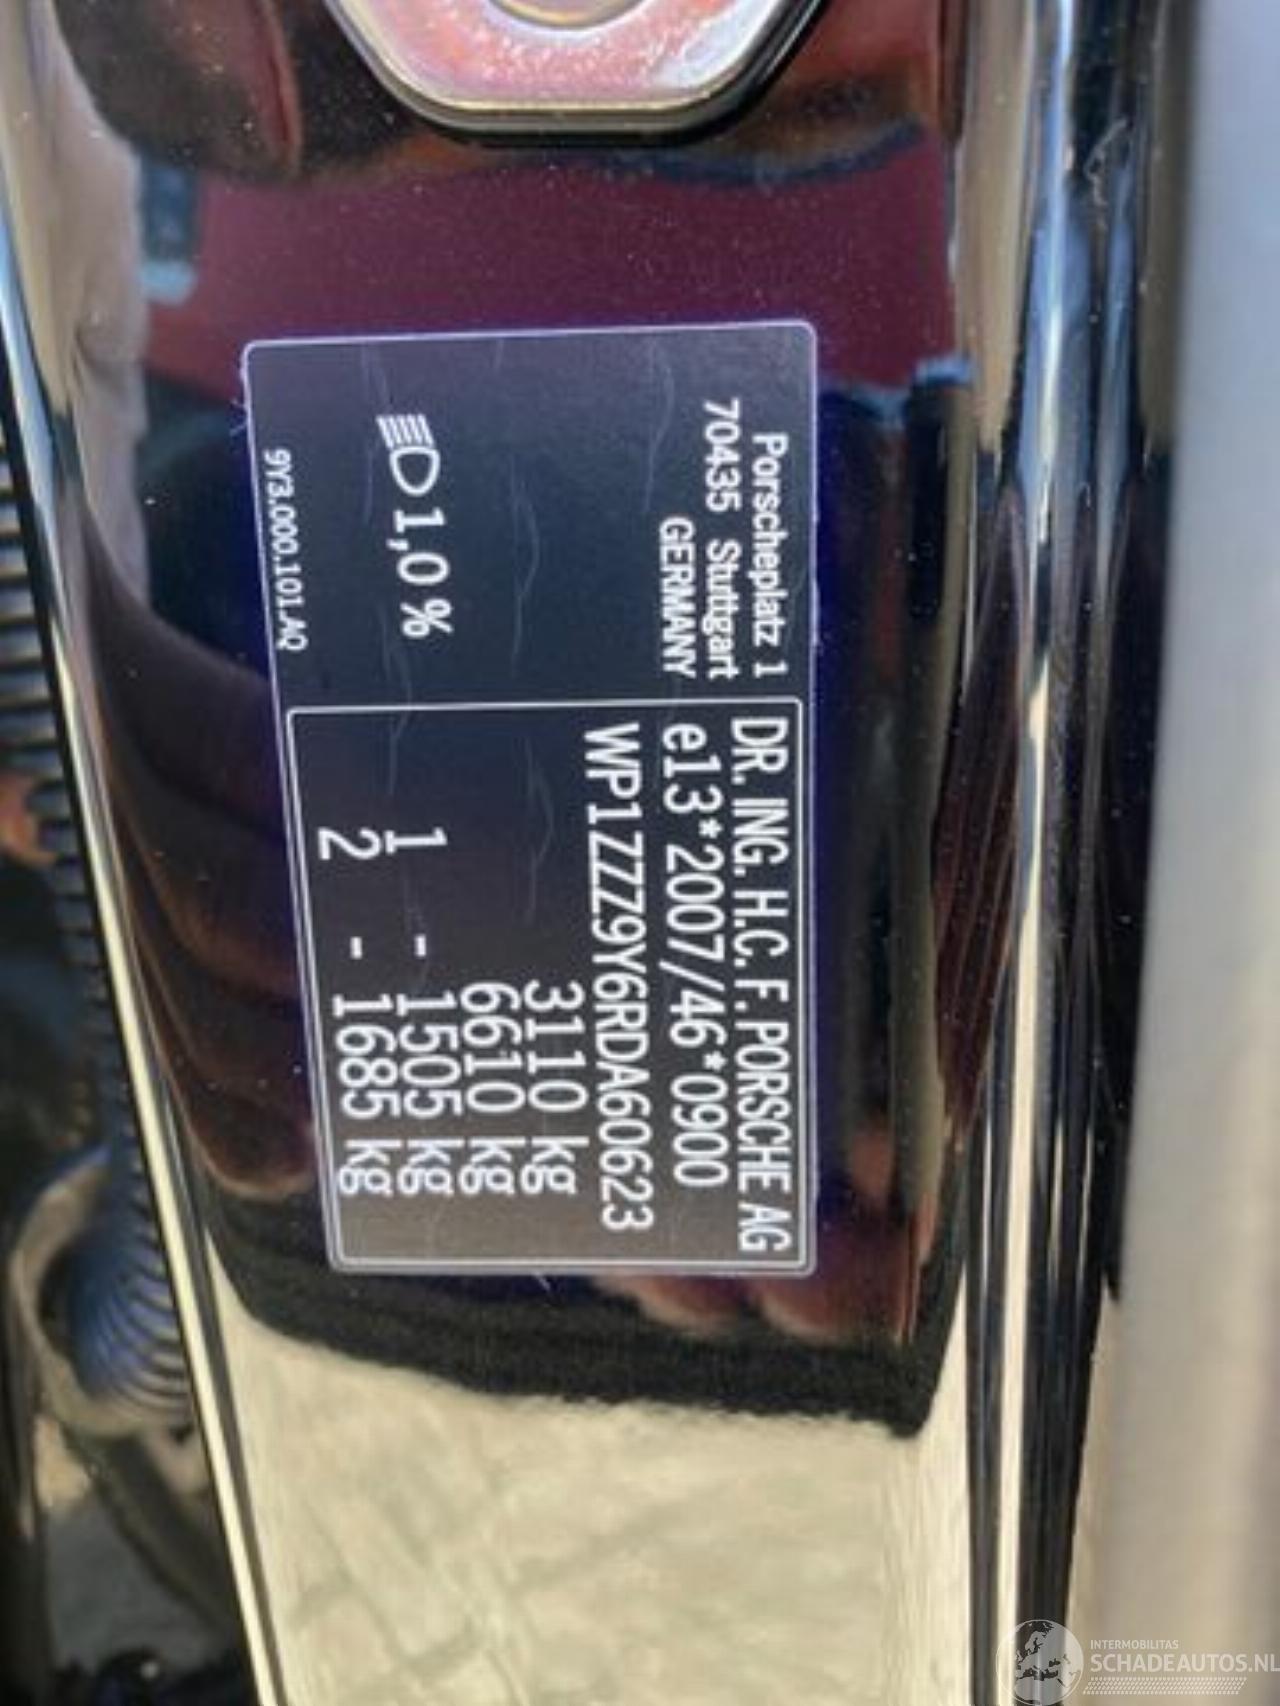 Porscheplatz 1
70435 Stuttgart
GERMANY
1,0 %
9Y3.000.101.AQ
DR. ING. H.C. F. PORSCHE AG
e13*2007/46*0900
WP1ZZZ9Y6RDA60623
3110 kg
6610 kg
1 - 1505 kg
2 - 1685 kg
INTERMOBILITAS
SCHADEAUTOS.NL